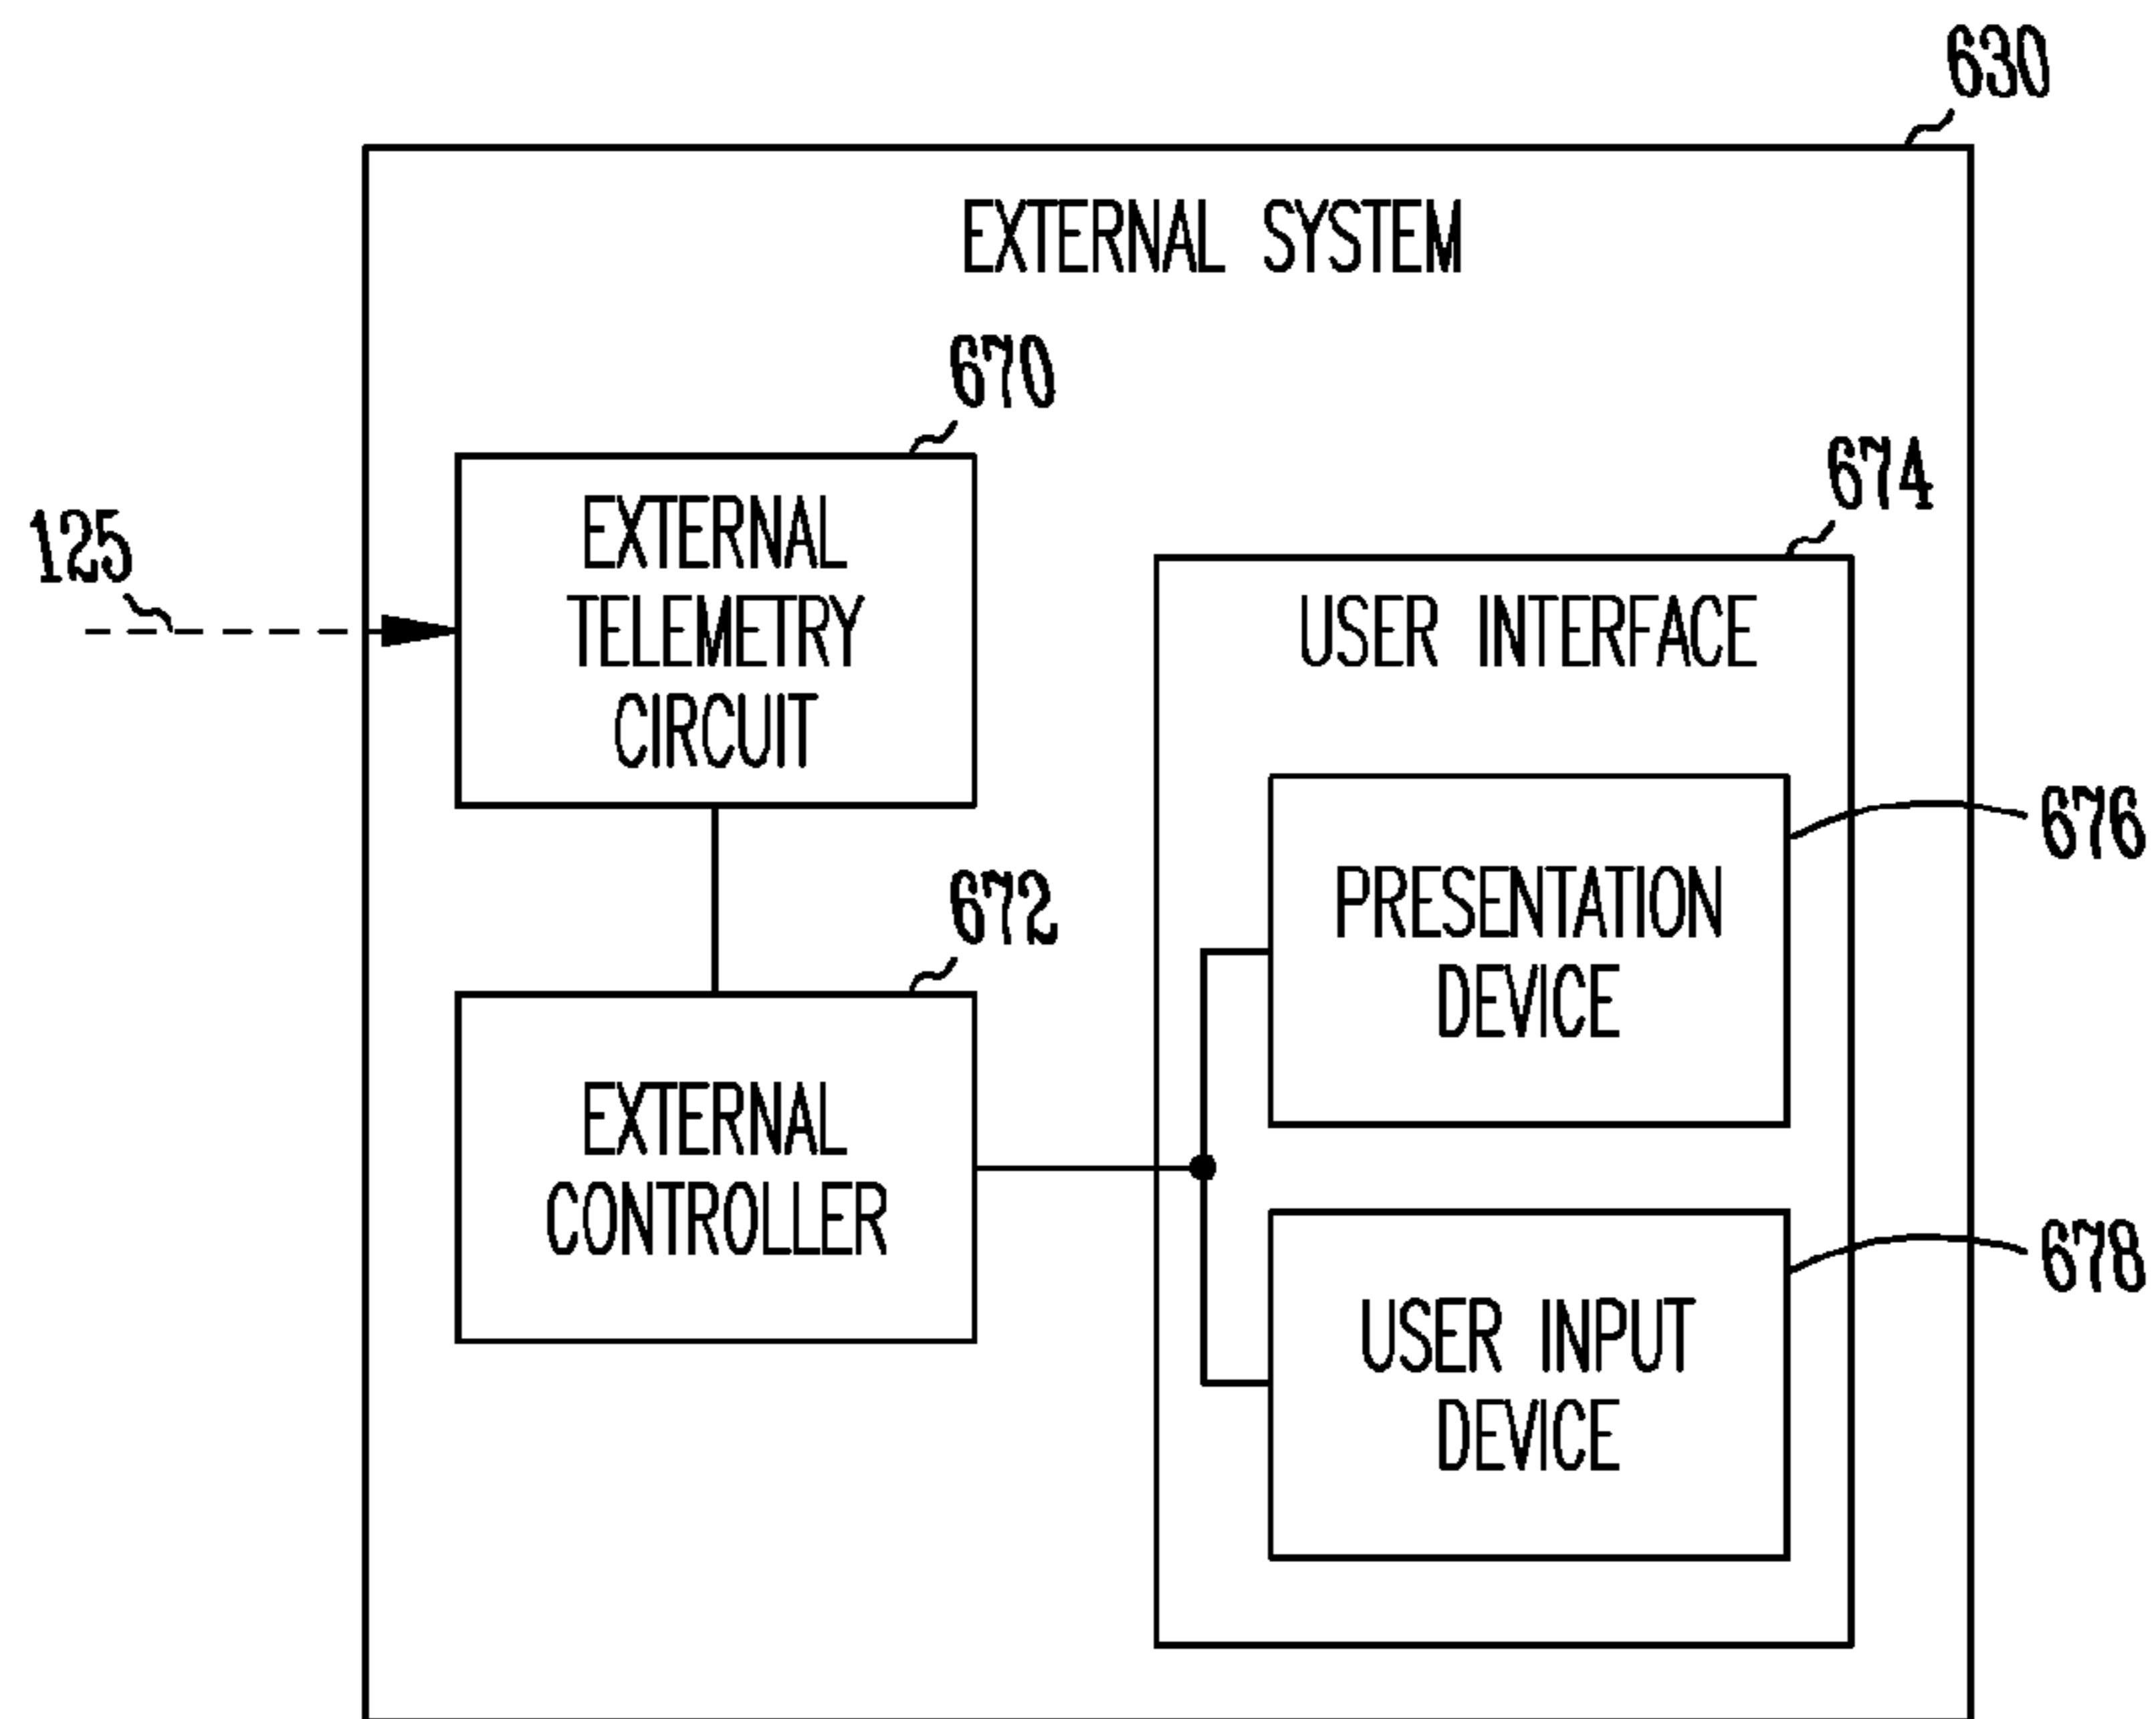 630
EXTERNAL SYSTEM
670
EXTERNAL
TELEMETRY
CIRCUIT
125
674
USER INTERFACE
676
PRESENTATION
DEVICE
672
EXTERNAL
CONTROLLER
678
USER INPUT
DEVICE